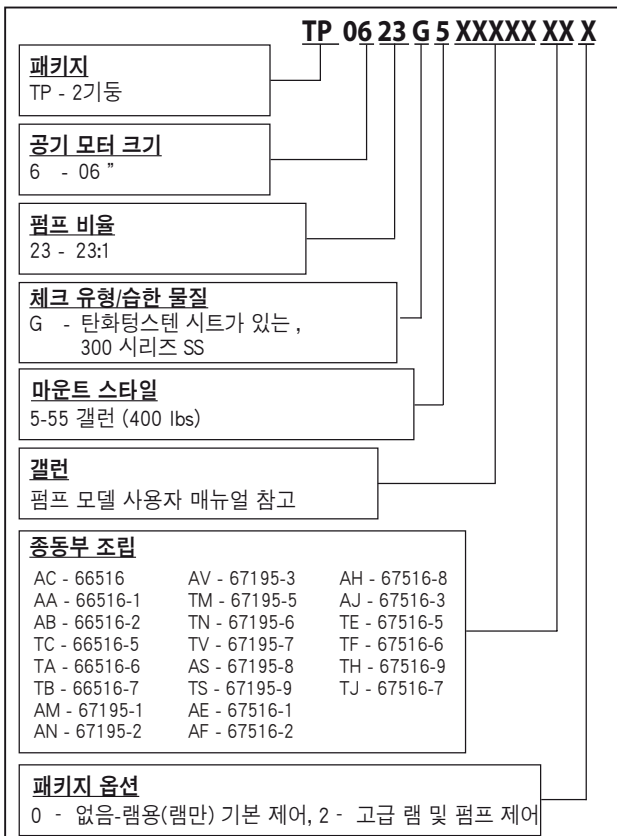 TP 06 23 G 5 XXXXX XX X
패키지
TP - 2기둥
공기 모터 크기
6 - 06 "
펌프 비율
23 - 23:1
체크 유형/습한 물질
G - 탄화텅스텐 시트가 있는 ,
300 시리즈 SS
마운트 스타일
5-55 갤런 (400 lbs)
갤런
펌프 모델 사용자 매뉴얼 참고
종동부 조립
AC - 66516 AV - 67195-3 AH - 67516-8
AA - 66516-1 TM - 67195-5 AJ - 67516-3
AB - 66516-2 TN - 67195-6 TE - 67516-5
TC - 66516-5 TV - 67195-7 TF - 67516-6
TA - 66516-6 AS - 67195-8 TH - 67516-9
TB - 66516-7 TS - 67195-9 TJ - 67516-7
AM - 67195-1 AE - 67516-1
AN - 67195-2 AF - 67516-2
패키지 옵션
0 - 없음-램용(램만) 기본 제어, 2 - 고급 램 및 펌프 제어